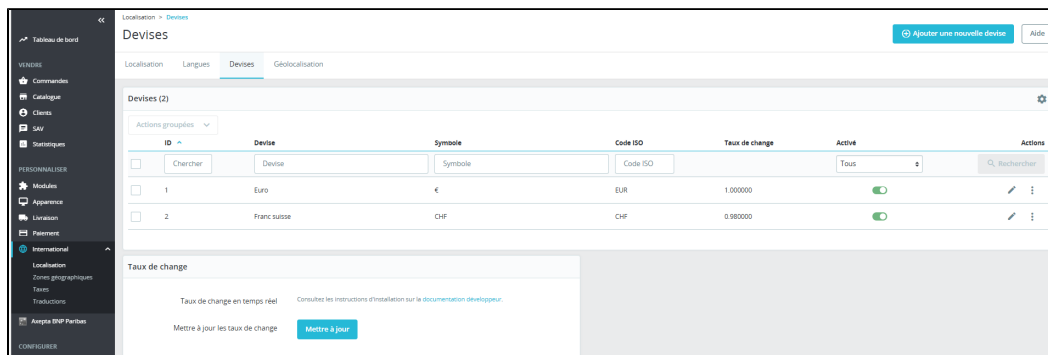 Localisation > Devises
Devises
Ajouter une nouvelle devise
Aide
Tableau de bord
VENDRE
Commandes
Catalogue
Clients
SAV
Statistiques
PERSONNALISER
Modules
Apparence
Livraison
Paiement
International
Localisation
Zones géographiques
Taxes
Traductions
Axepta BNP Paribas
CONFIGURER
Localisation Langues Devises Géolocalisation
Devises (2)
Actions groupées
ID Devise Symbole Code ISO Taux de change Activé Actions
Chercher Devise Symbole Code ISO Tous Rechercher
1 Euro € EUR 1.000000
2 Franc suisse CHF CHF 0.980000
Taux de change
Taux de change en temps réel Consultez les instructions d'installation sur la documentation développeur.
Mettre à jour les taux de change Mettre à jour